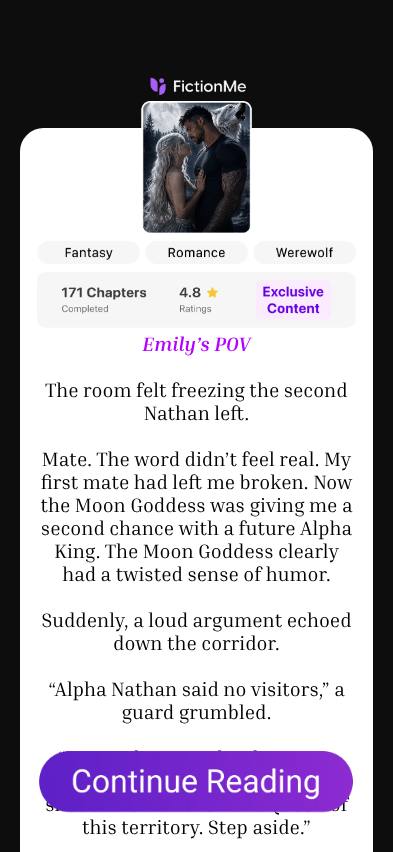 FictionMe
Fantasy
Romance
Werewolf
171 Chapters
Completed
4.8
Ratings
Exclusive
Content
Emily’s POV
The room felt freezing the second
Nathan left.
Mate. The word didn’t feel real. My
first mate had left me broken. Now
the Moon Goddess was giving me a
second chance with a future Alpha
King. The Moon Goddess clearly
had a twisted sense of humor.
Suddenly, a loud argument echoed
down the corridor.
“Alpha Nathan said no visitors,” a
guard grumbled.
Continue Reading
this territory. Step aside.”